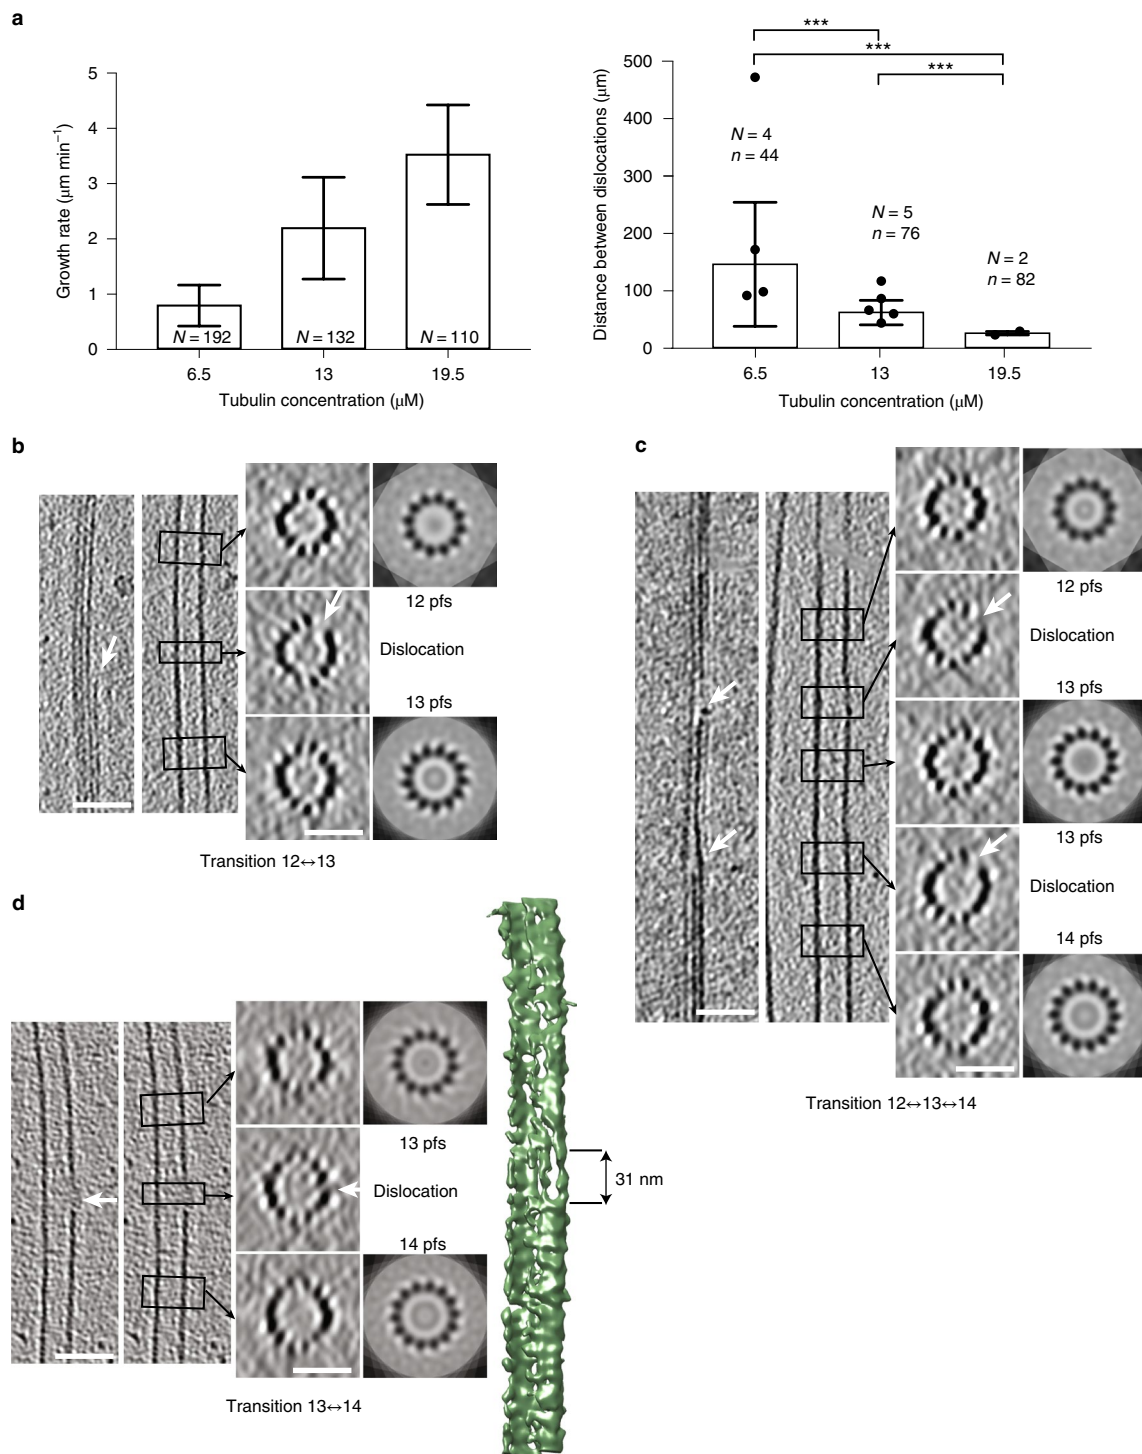 a
Growth rate (μm min⁻¹)
5
4
3
2
1
0
N = 192
N = 132
N = 110
6.5
13
19.5
Tubulin concentration (μM)
Distance between dislocations (μm)
500
400
300
200
100
0
***
***
***
N = 4
n = 44
N = 5
n = 76
N = 2
n = 82
6.5
13
19.5
Tubulin concentration (μM)
b
12 pfs
Dislocation
13 pfs
Transition 12↔13
c
12 pfs
Dislocation
13 pfs
13 pfs
Dislocation
14 pfs
Transition 12↔13↔14
d
13 pfs
Dislocation
14 pfs
31 nm
Transition 13↔14